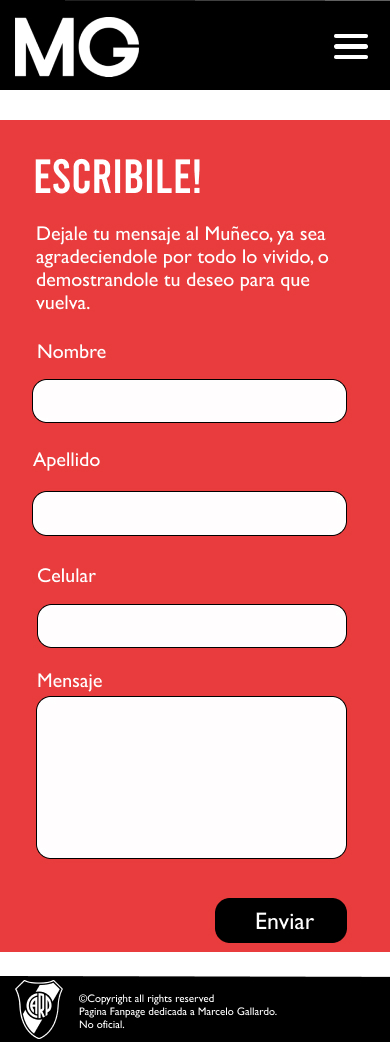 MG
ESCRIBILE!
Dejale tu mensaje al Muñeco, ya sea
agradeciendole por todo lo vivido, o
demostrandole tu deseo para que
vuelva.
Nombre
Apellido
Celular
Mensaje
Enviar
CARP
©Copyright all rights reserved
Pagina Fanpage dedicada a Marcelo Gallardo.
No oficial.